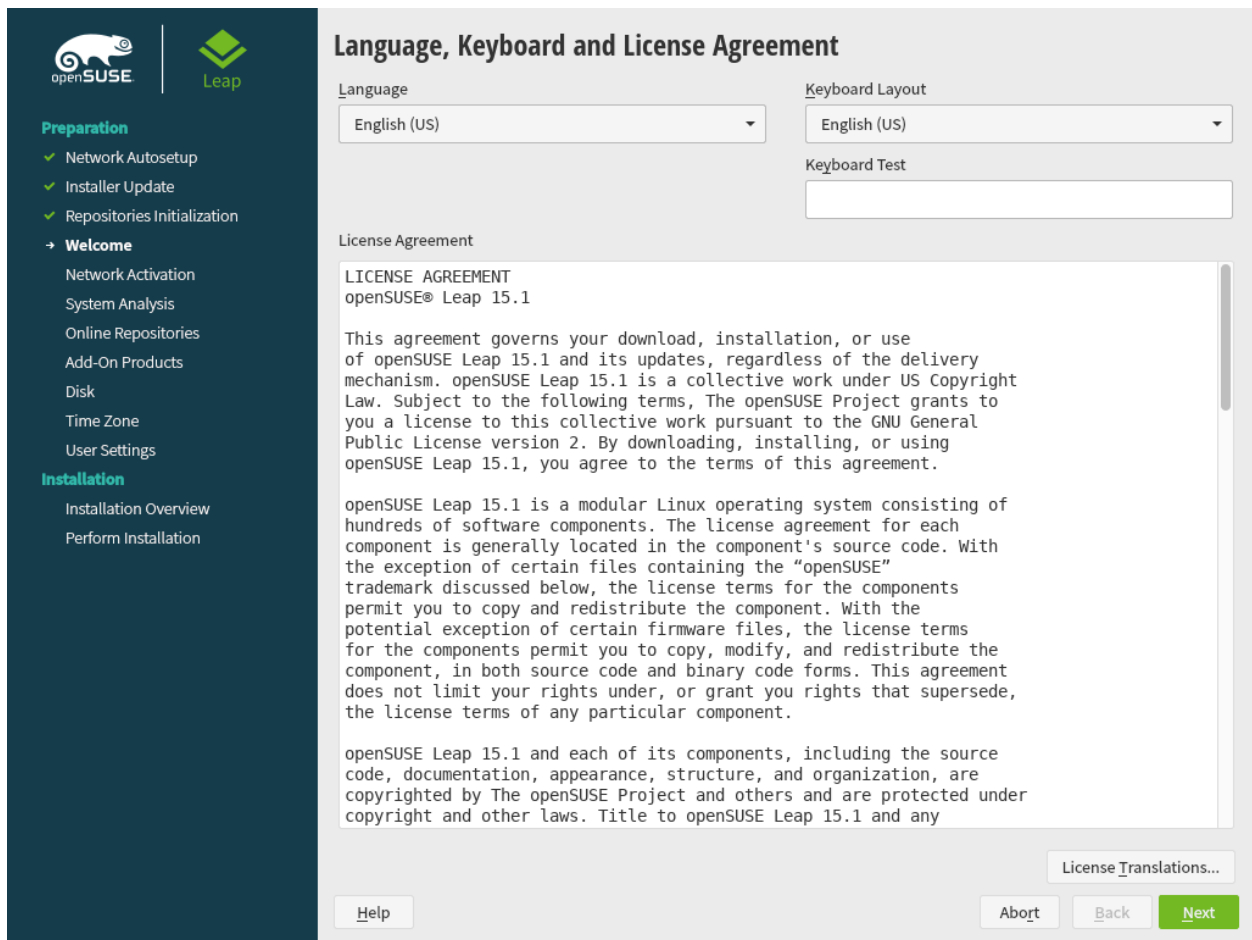 openSUSE.
Leap
Preparation
Network Autosetup
Installer Update
Repositories Initialization
Welcome
Network Activation
System Analysis
Online Repositories
Add-On Products
Disk
Time Zone
User Settings
Installation
Installation Overview
Perform Installation
Language, Keyboard and License Agreement
Language
English (US)
Keyboard Layout
English (US)
Keyboard Test
License Agreement
LICENSE AGREEMENT
openSUSE® Leap 15.1
This agreement governs your download, installation, or use
of openSUSE Leap 15.1 and its updates, regardless of the delivery
mechanism. openSUSE Leap 15.1 is a collective work under US Copyright
Law. Subject to the following terms, The openSUSE Project grants to
you a license to this collective work pursuant to the GNU General
Public License version 2. By downloading, installing, or using
openSUSE Leap 15.1, you agree to the terms of this agreement.
openSUSE Leap 15.1 is a modular Linux operating system consisting of
hundreds of software components. The license agreement for each
component is generally located in the component's source code. With
the exception of certain files containing the “openSUSE”
trademark discussed below, the license terms for the components
permit you to copy and redistribute the component. With the
potential exception of certain firmware files, the license terms
for the components permit you to copy, modify, and redistribute the
component, in both source code and binary code forms. This agreement
does not limit your rights under, or grant you rights that supersede,
the license terms of any particular component.
openSUSE Leap 15.1 and each of its components, including the source
code, documentation, appearance, structure, and organization, are
copyrighted by The openSUSE Project and others and are protected under
copyright and other laws. Title to openSUSE Leap 15.1 and any
License Translations...
Help
Abort
Back
Next